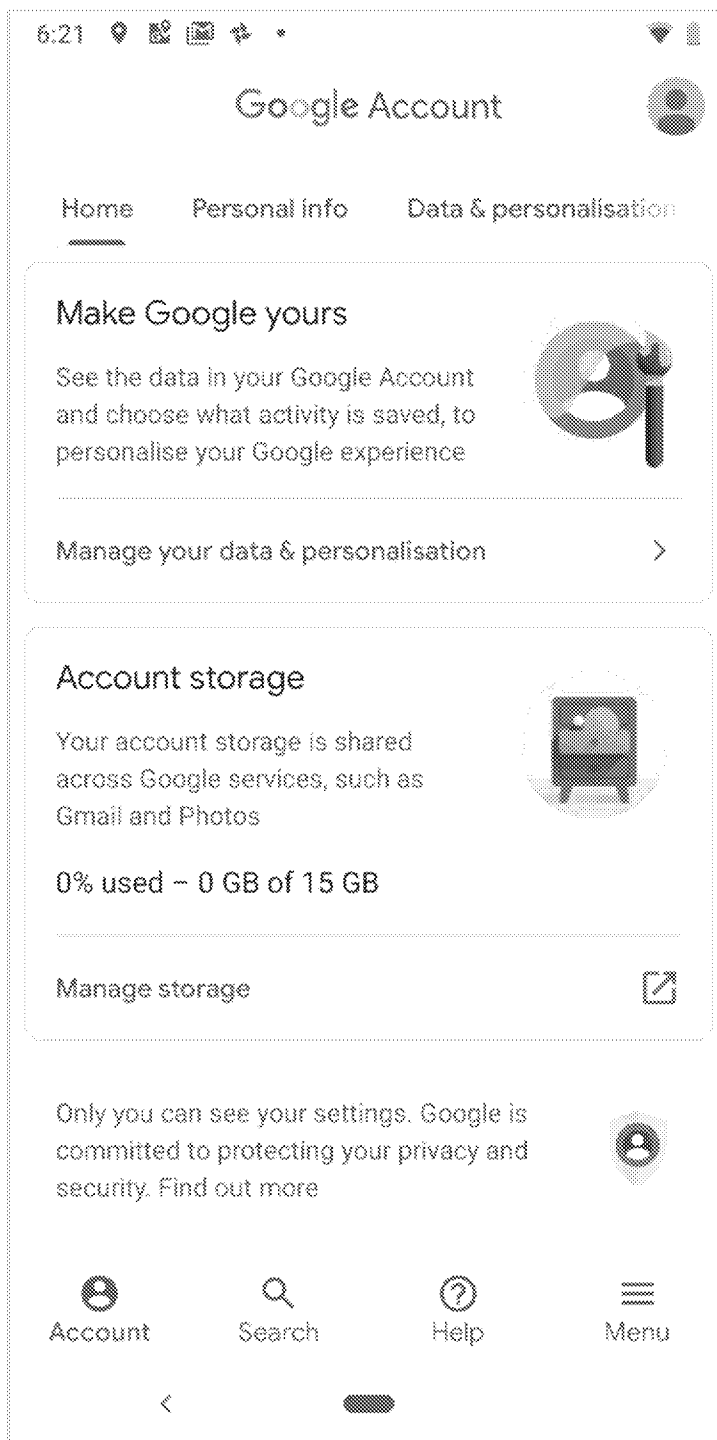 6:21
Google Account
Home Personal info Data & personalisation
Make Google yours
See the data in your Google Account
and choose what activity is saved, to
personalise your Google experience
Manage your data & personalisation
Account storage
Your account storage is shared
across Google services, such as
Gmail and Photos
0% used – 0 GB of 15 GB
Manage storage
Only you can see your settings. Google is
committed to protecting your privacy and
security. Find out more
Account Search Help Menu